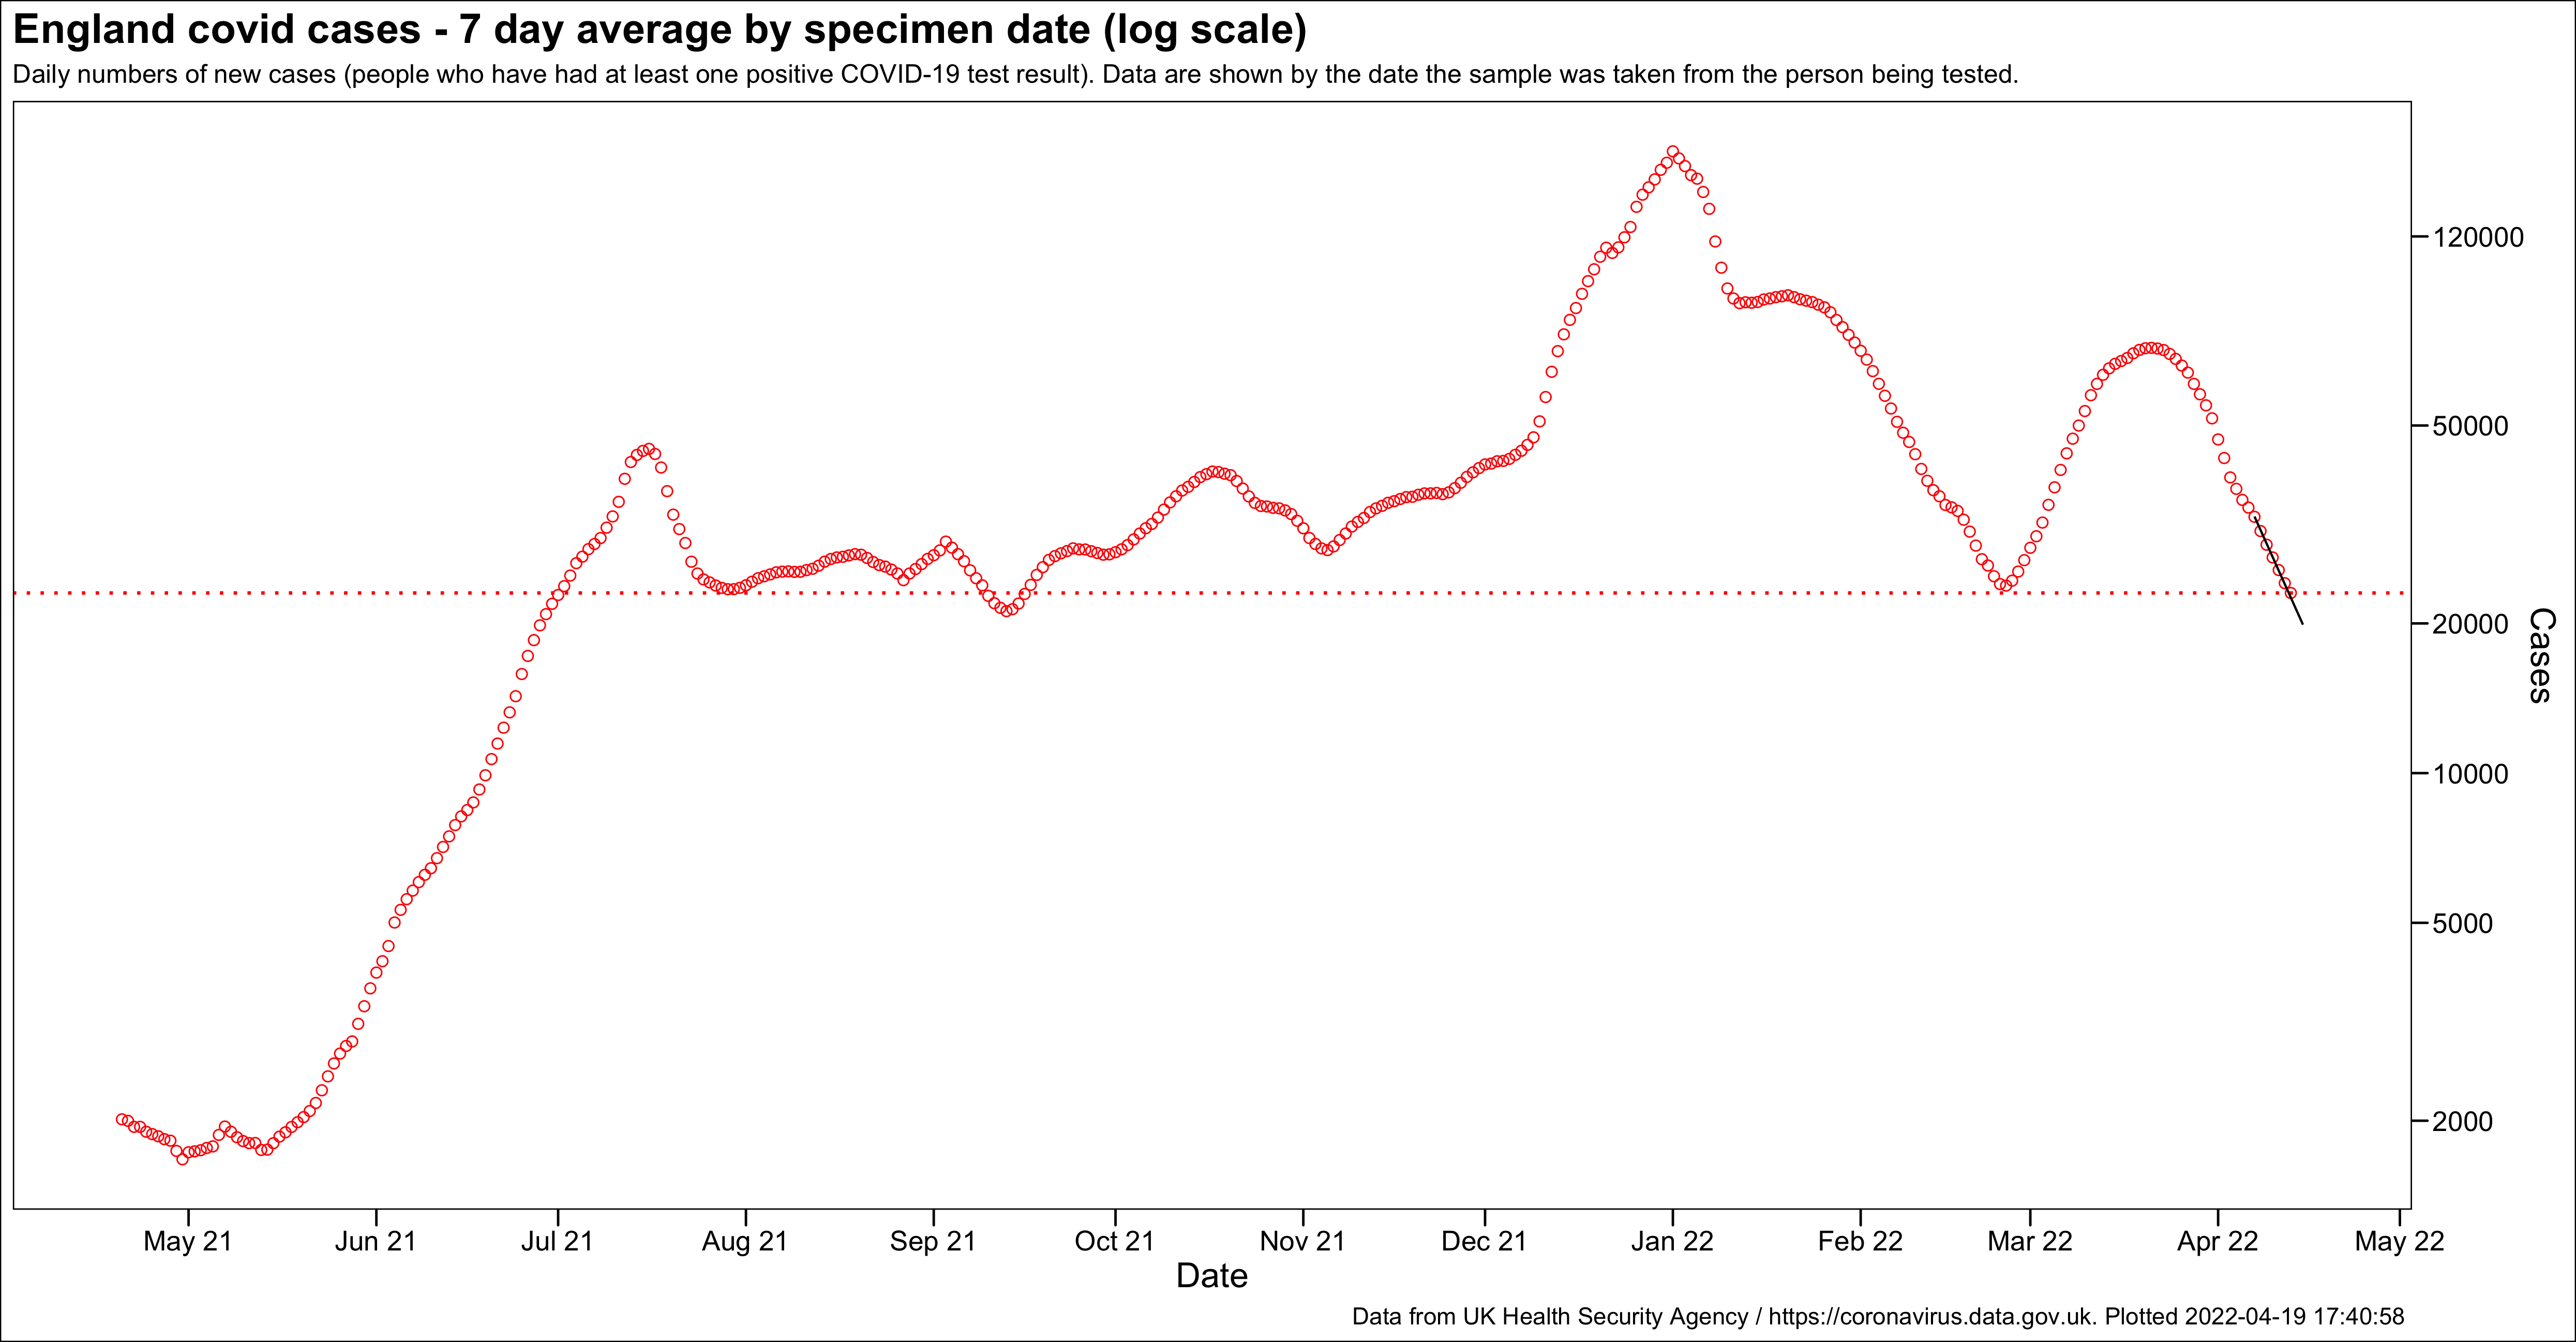 England covid cases - 7 day average by specimen date (log scale)
Daily numbers of new cases (people who have had at least one positive COVID-19 test result). Data are shown by the date the sample was taken from the person being tested.
120000
50000
20000
10000
5000
2000
Cases
May 21 Jun 21 Jul 21 Aug 21 Sep 21 Oct 21 Nov 21 Dec 21 Jan 22 Feb 22 Mar 22 Apr 22 May 22
Date
Data from UK Health Security Agency / https://coronavirus.data.gov.uk. Plotted 2022-04-19 17:40:58